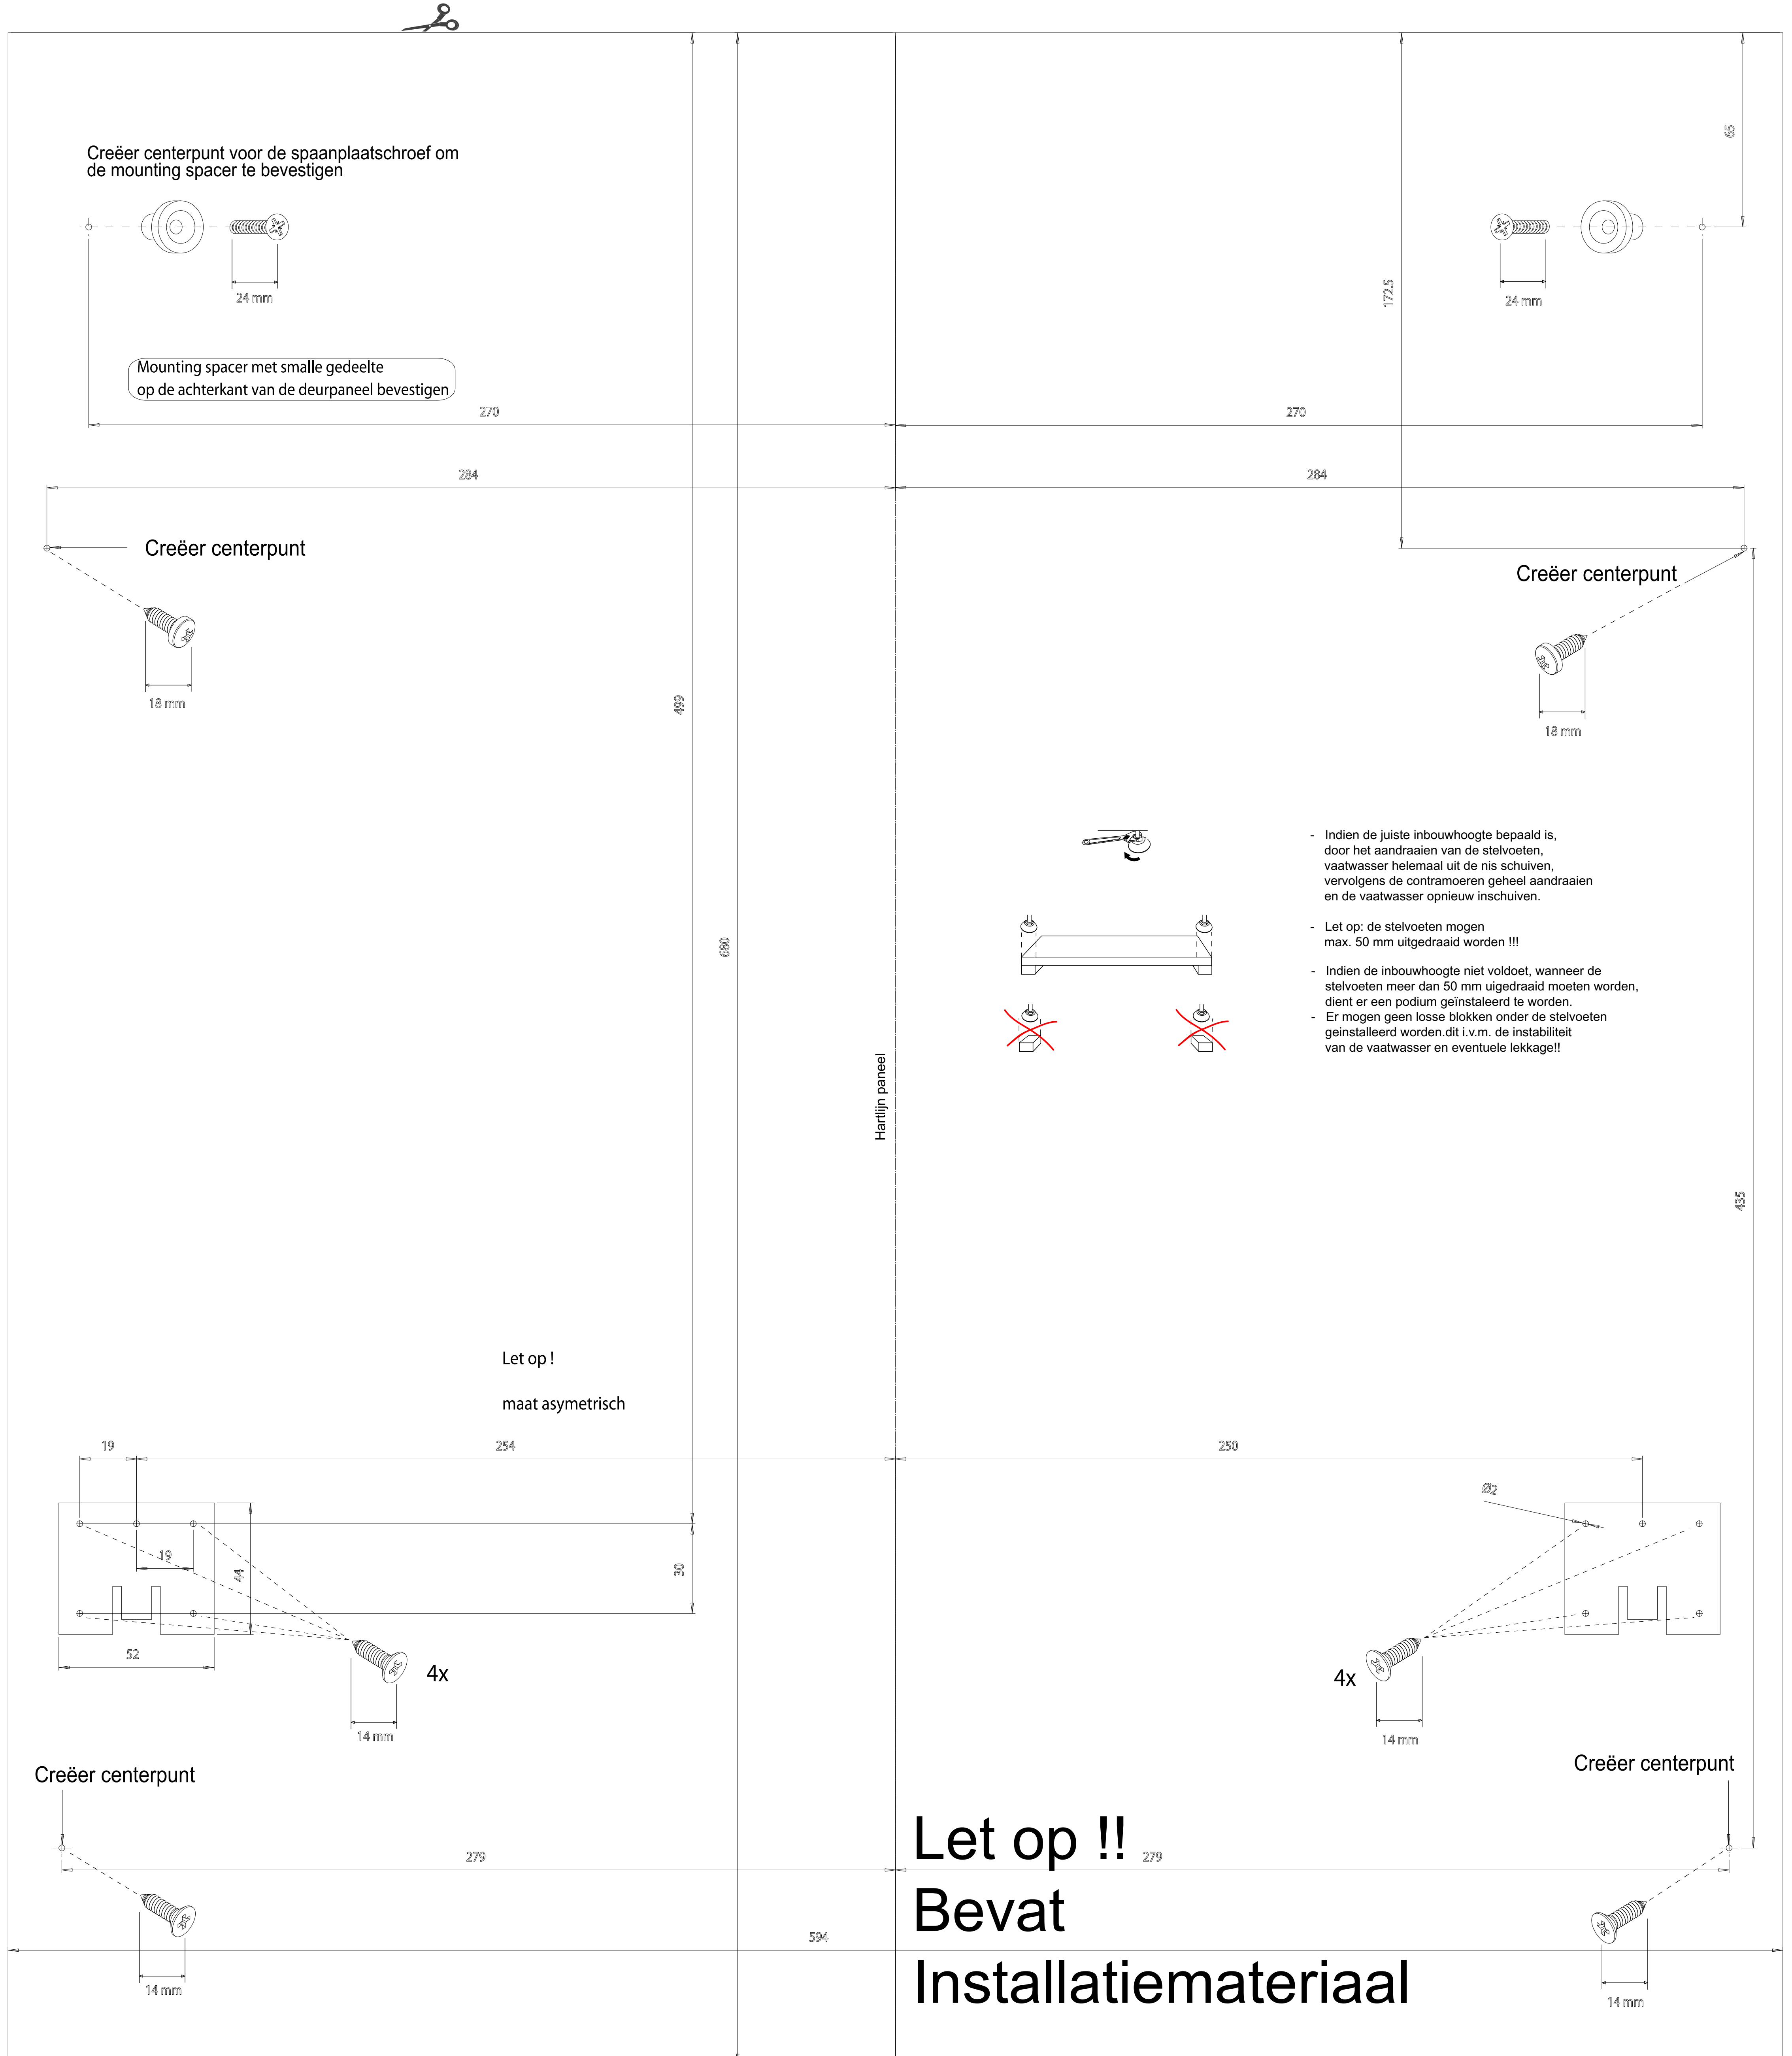 Creëer centerpunt voor de spaanplaatschroef om
de mounting spacer te bevestigen
65
24 mm
24 mm
172.5
Mounting spacer met smalle gedeelte
op de achterkant van de deurpaneel bevestigen
270
270
284
284
Creëer centerpunt
Creëer centerpunt
18 mm
18 mm
499
680
- Indien de juiste inbouwhoogte bepaald is,
door het aandraaien van de stelvoeten,
vaatwasser helemaal uit de nis schuiven,
vervolgens de contramoeren geheel aandraaien
en de vaatwasser opnieuw inschuiven.
- Let op: de stelvoeten mogen
max. 50 mm uitgedraaid worden !!!
- Indien de inbouwhoogte niet voldoet, wanneer de
stelvoeten meer dan 50 mm uigedraaid moeten worden,
dient er een podium geïnstaleerd te worden.
- Er mogen geen losse blokken onder de stelvoeten
geinstalleerd worden.dit i.v.m. de instabiliteit
van de vaatwasser en eventuele lekkage!!
Hartlijn paneel
435
Let op !
maat asymetrisch
19
254
250
Ø2
19
44
30
52
4x
4x
14 mm
14 mm
Creëer centerpunt
Creëer centerpunt
279
Let op !!
279
Bevat
594
Installatiemateriaal
14 mm
14 mm